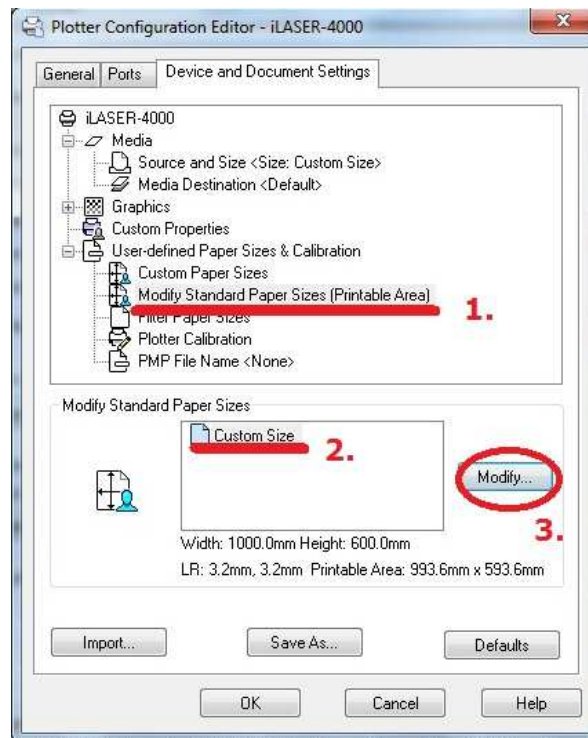 Plotter Configuration Editor - iLASER-4000
General Ports Device and Document Settings
iLASER-4000
Media
Source and Size <Size: Custom Size>
Media Destination <Default>
Graphics
Custom Properties
User-defined Paper Sizes & Calibration
Custom Paper Sizes
Modify Standard Paper Sizes (Printable Area)
1.
Filter Paper Sizes
Plotter Calibration
PMP File Name <None>
Modify Standard Paper Sizes
Custom Size
2.
Modify...
3.
Width: 1000.0mm Height: 600.0mm
LR: 3.2mm, 3.2mm Printable Area: 993.6mm x 593.6mm
Import... Save As... Defaults
OK Cancel Help